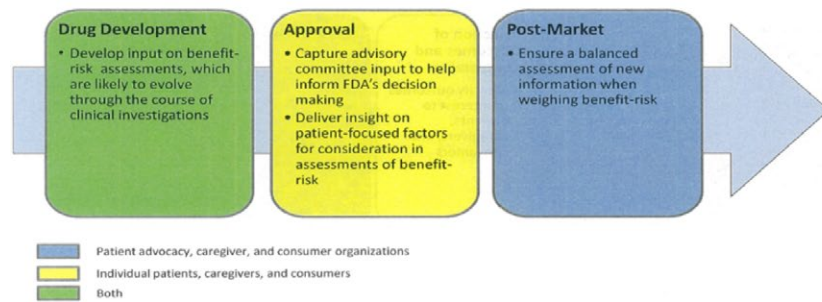 Drug Development
• Develop input on benefit-
risk assessments, which
are likely to evolve
through the course of
clinical investigations
Approval
• Capture advisory
committee input to help
inform FDA's decision
making
• Deliver insight on
patient-focused factors
for consideration in
assessments of benefit-
risk
Post-Market
• Ensure a balanced
assessment of new
information when
weighing benefit-risk
Patient advocacy, caregiver, and consumer organizations
Individual patients, caregivers, and consumers
Both